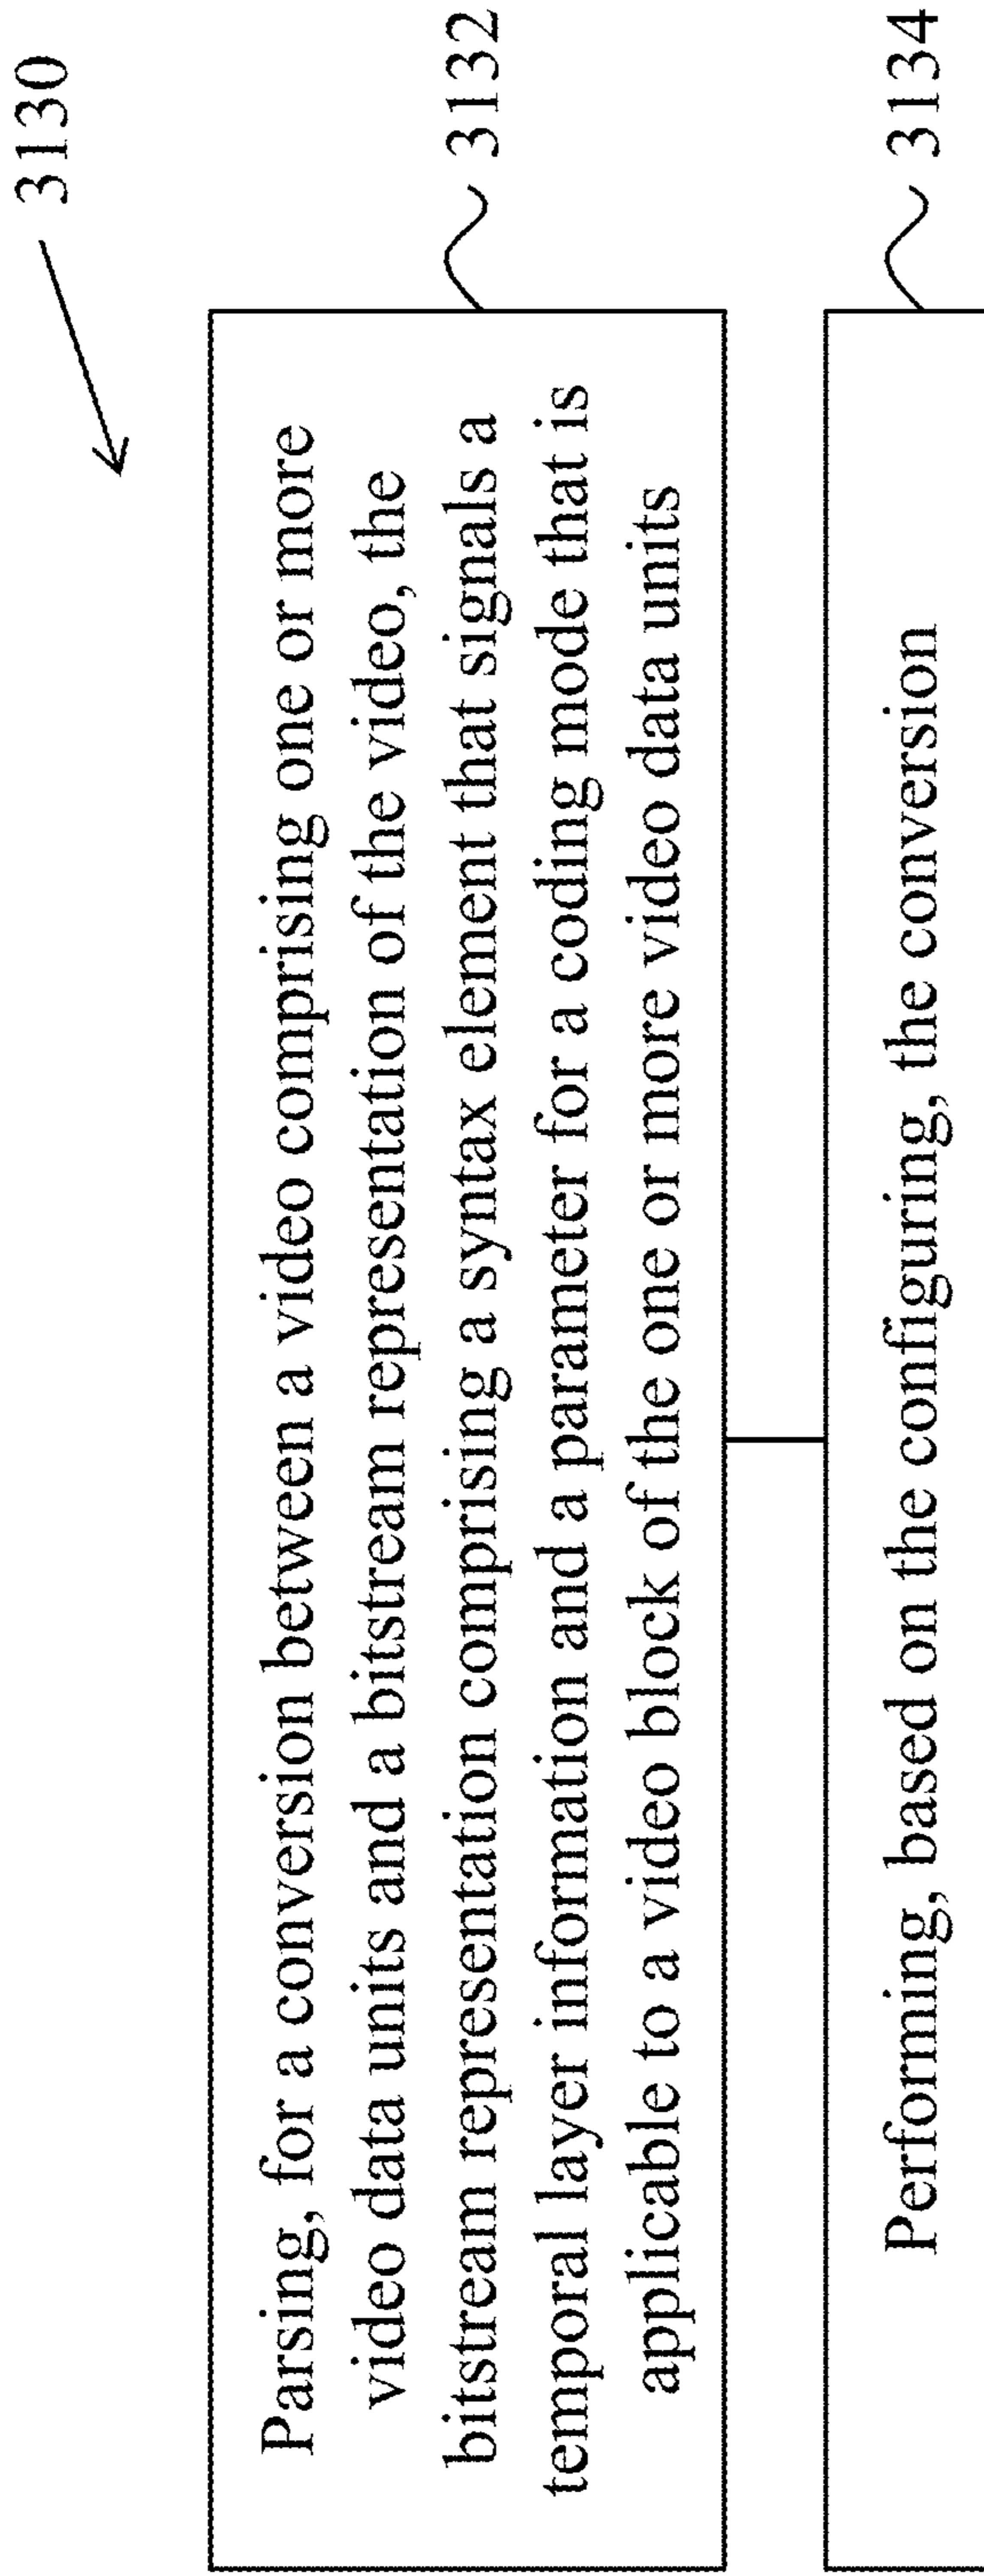 3130
Parsing, for a conversion between a video comprising one or more
video data units and a bitstream representation of the video, the
bitstream representation comprising a syntax element that signals a
temporal layer information and a parameter for a coding mode that is
applicable to a video block of the one or more video data units
3132
Performing, based on the configuring, the conversion
3134